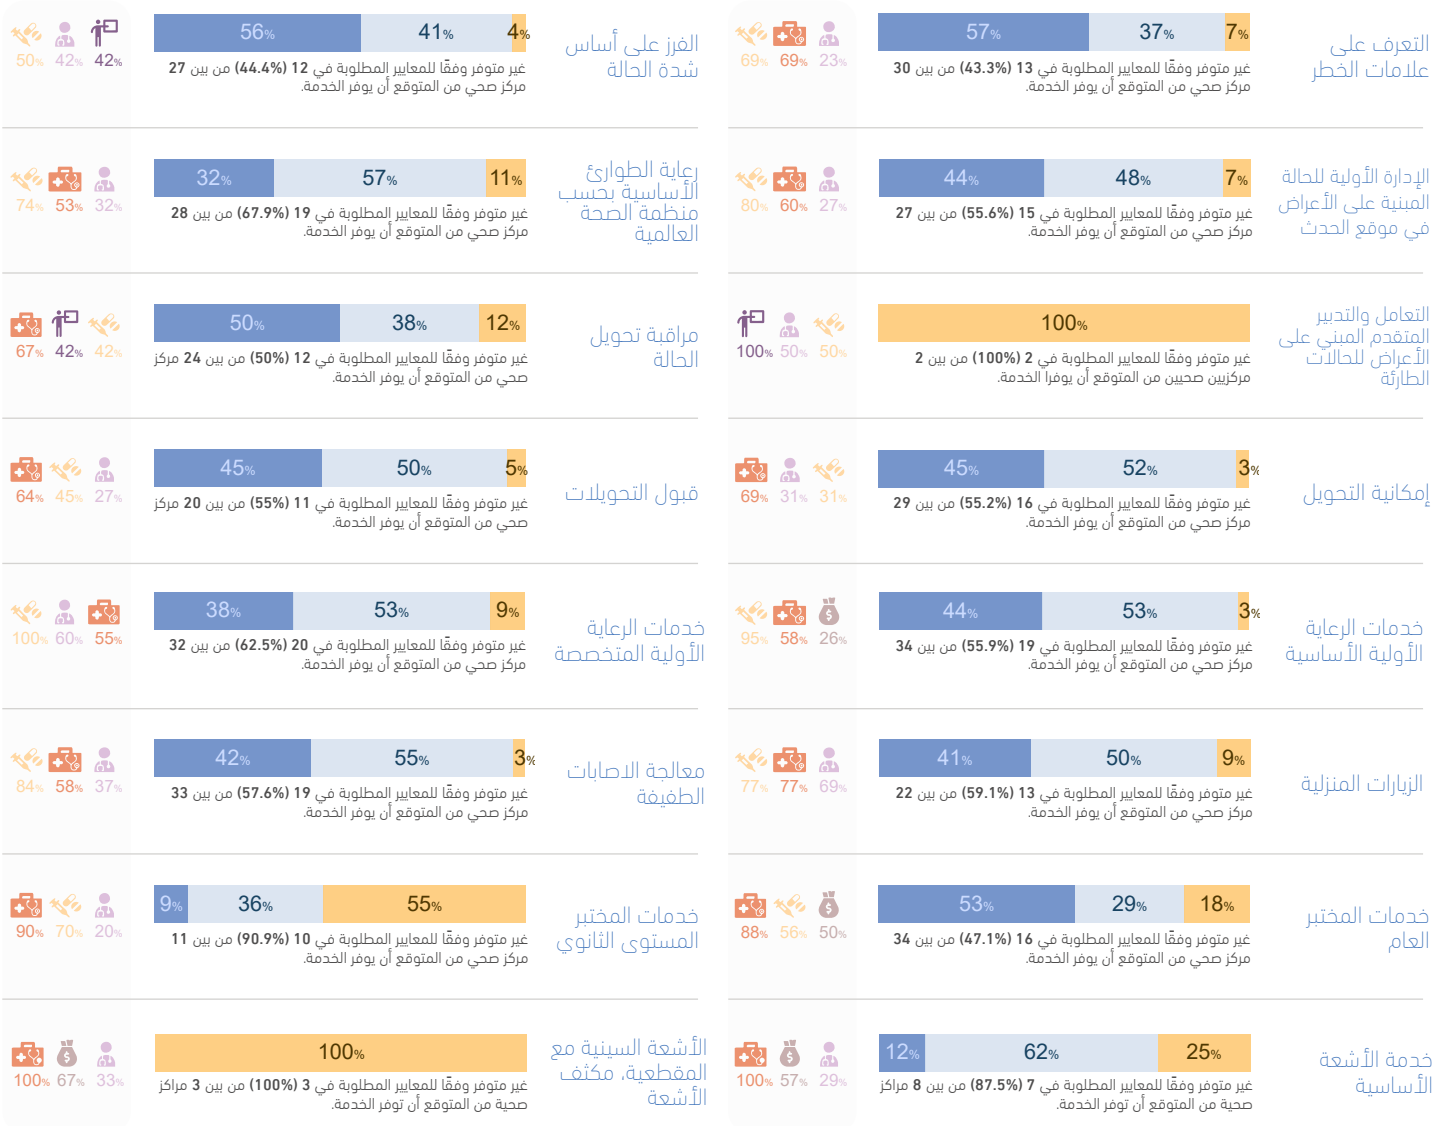 التعرف على
علامات الخطر
57% 37% 7%
غير متوفر وفقًا للمعايير المطلوبة في 13 (43.3%) من بين 30
مركز صحي من المتوقع أن يوفر الخدمة.
69% 69% 23%
الفرز على أساس
شدة الحالة
56% 41% 4%
غير متوفر وفقًا للمعايير المطلوبة في 12 (44.4%) من بين 27
مركز صحي من المتوقع أن يوفر الخدمة.
50% 42% 42%
الإدارة الأولية للحالة
المبنية على الأعراض
في موقع الحدث
44% 48% 7%
غير متوفر وفقًا للمعايير المطلوبة في 15 (55.6%) من بين 27
مركز صحي من المتوقع أن يوفر الخدمة.
80% 60% 27%
رعاية الطوارئ
الأساسية بحسب
منظمة الصحة
العالمية
32% 57% 11%
غير متوفر وفقًا للمعايير المطلوبة في 19 (67.9%) من بين 28
مركز صحي من المتوقع أن يوفر الخدمة.
74% 53% 32%
التعامل والتدبير
المتقدم المبني على
الأعراض للحالات
الطارئة
100%
غير متوفر وفقًا للمعايير المطلوبة في 2 (100%) من بين 2
مركزيين صحيين من المتوقع أن يوفرا الخدمة.
100% 50% 50%
مراقبة تحويل
الحالة
50% 38% 12%
غير متوفر وفقًا للمعايير المطلوبة في 12 (50%) من بين 24 مركز
صحي من المتوقع أن يوفر الخدمة.
67% 42% 42%
إمكانية التحويل
45% 52% 3%
غير متوفر وفقًا للمعايير المطلوبة في 16 (55.2%) من بين 29
مركز صحي من المتوقع أن يوفر الخدمة.
69% 31% 31%
قبول التحويلات
45% 50% 5%
غير متوفر وفقًا للمعايير المطلوبة في 11 (55%) من بين 20 مركز
صحي من المتوقع أن يوفر الخدمة.
64% 45% 27%
خدمات الرعاية
الأولية الأساسية
44% 53% 3%
غير متوفر وفقًا للمعايير المطلوبة في 19 (55.9%) من بين 34
مركز صحي من المتوقع أن يوفر الخدمة.
95% 58% 26%
خدمات الرعاية
الأولية المتخصصة
38% 53% 9%
غير متوفر وفقًا للمعايير المطلوبة في 20 (62.5%) من بين 32
مركز صحي من المتوقع أن يوفر الخدمة.
100% 60% 55%
الزيارات المنزلية
41% 50% 9%
غير متوفر وفقًا للمعايير المطلوبة في 13 (59.1%) من بين 22
مركز صحي من المتوقع أن يوفر الخدمة.
77% 77% 69%
معالجة الاصابات
الطفيفة
42% 55% 3%
غير متوفر وفقًا للمعايير المطلوبة في 19 (57.6%) من بين 33
مركز صحي من المتوقع أن يوفر الخدمة.
84% 58% 37%
خدمات المختبر
العام
53% 29% 18%
غير متوفر وفقًا للمعايير المطلوبة في 16 (47.1%) من بين 34
مركز صحي من المتوقع أن يوفر الخدمة.
88% 56% 50%
خدمات المختبر
المستوى الثانوي
9% 36% 55%
غير متوفر وفقًا للمعايير المطلوبة في 10 (90.9%) من بين 11
مركز صحي من المتوقع أن يوفر الخدمة.
90% 70% 20%
خدمة الأشعة
الأساسية
12% 62% 25%
غير متوفر وفقًا للمعايير المطلوبة في 7 (87.5%) من بين 8 مراكز
صحية من المتوقع أن توفر الخدمة.
100% 57% 29%
الأشعة السينية مع
المقطعية، مكثف
الأشعة
100%
غير متوفر وفقًا للمعايير المطلوبة في 3 (100%) من بين 3 مراكز
صحية من المتوقع أن توفر الخدمة.
100% 67% 33%